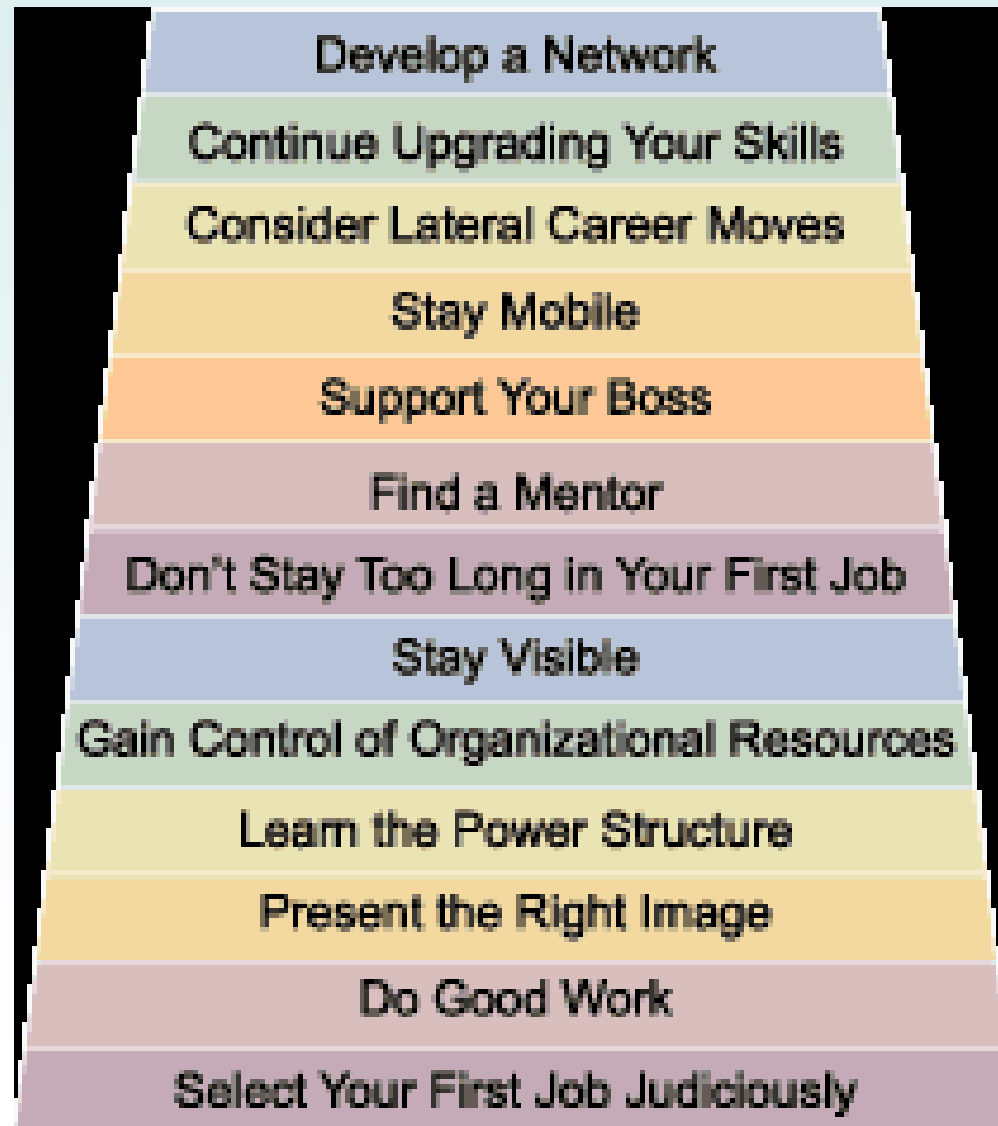 Develop a Network
Continue Upgrading Your Skills
Consider Lateral Career Moves
Stay Mobile
Support Your Boss
Find a Mentor
Don't Stay Too Long in Your First Job
Stay Visible
Gain Control of Organizational Resources
Learn the Power Structure
Present the Right Image
Do Good Work
Select Your First Job Judiciously